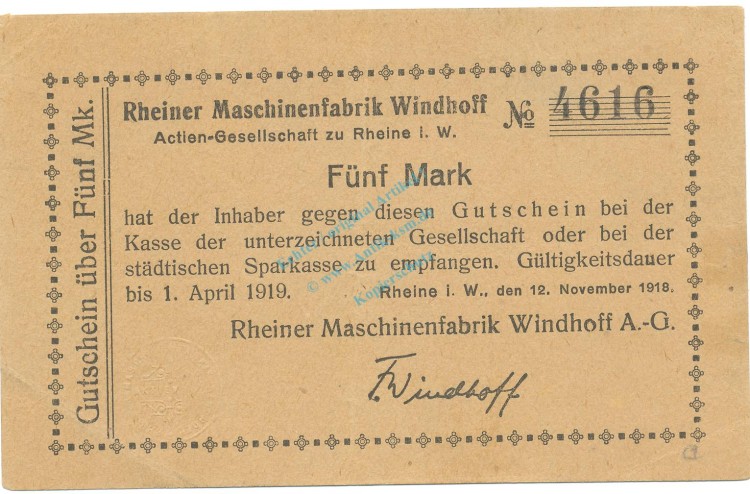 Gutschein über Fünf Mk.
Rheiner Maschinenfabrik Windhoff
Actien-Gesellschaft zu Rheine i. W.
№ 4616
Fünf Mark
hat der Inhaber gegen diesen Gutschein bei der
Kasse der unterzeichneten Gesellschaft oder bei der
städtischen Sparkasse zu empfangen. Gültigkeitsdauer
bis 1. April 1919. Rheine i. W., den 12. November 1918.
Rheiner Maschinenfabrik Windhoff A.-G.
F. Windhoff